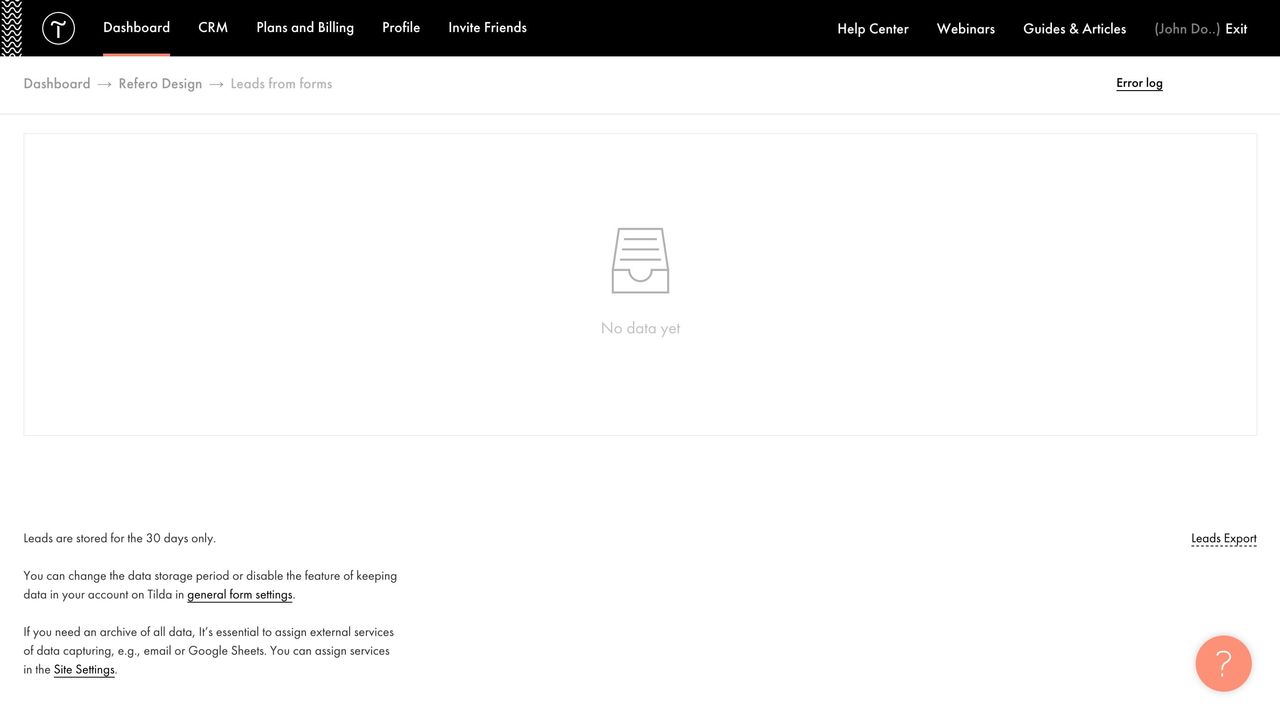 Dashboard CRM Plans and Billing Profile Invite Friends Help Center Webinars Guides & Articles (John Do..) Exit
Dashboard → Refero Design → Leads from forms Error log
No data yet
Leads are stored for the 30 days only. Leads Export
You can change the data storage period or disable the feature of keeping
data in your account on Tilda in general form settings.
If you need an archive of all data, It's essential to assign external services
of data capturing, e.g., email or Google Sheets. You can assign services
in the Site Settings.
?